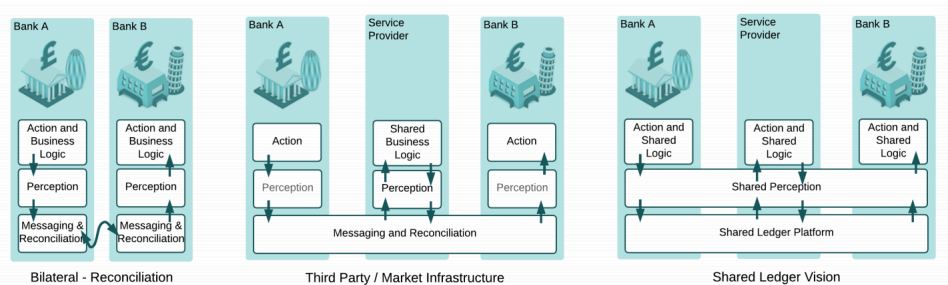 Bank A
Bank B
£
€
Action and
Business
Logic
Action and
Business
Logic
Perception
Perception
Messaging &
Reconciliation
Messaging &
Reconciliation
Bilateral - Reconciliation
Bank A
Service
Provider
Bank B
£
€
Action
Shared
Business
Logic
Action
Perception
Perception
Perception
Messaging and Reconciliation
Third Party / Market Infrastructure
Bank A
Service
Provider
Bank B
£
€
Action and
Shared
Logic
Action and
Shared
Logic
Action and
Shared
Logic
Shared Perception
Shared Ledger Platform
Shared Ledger Vision